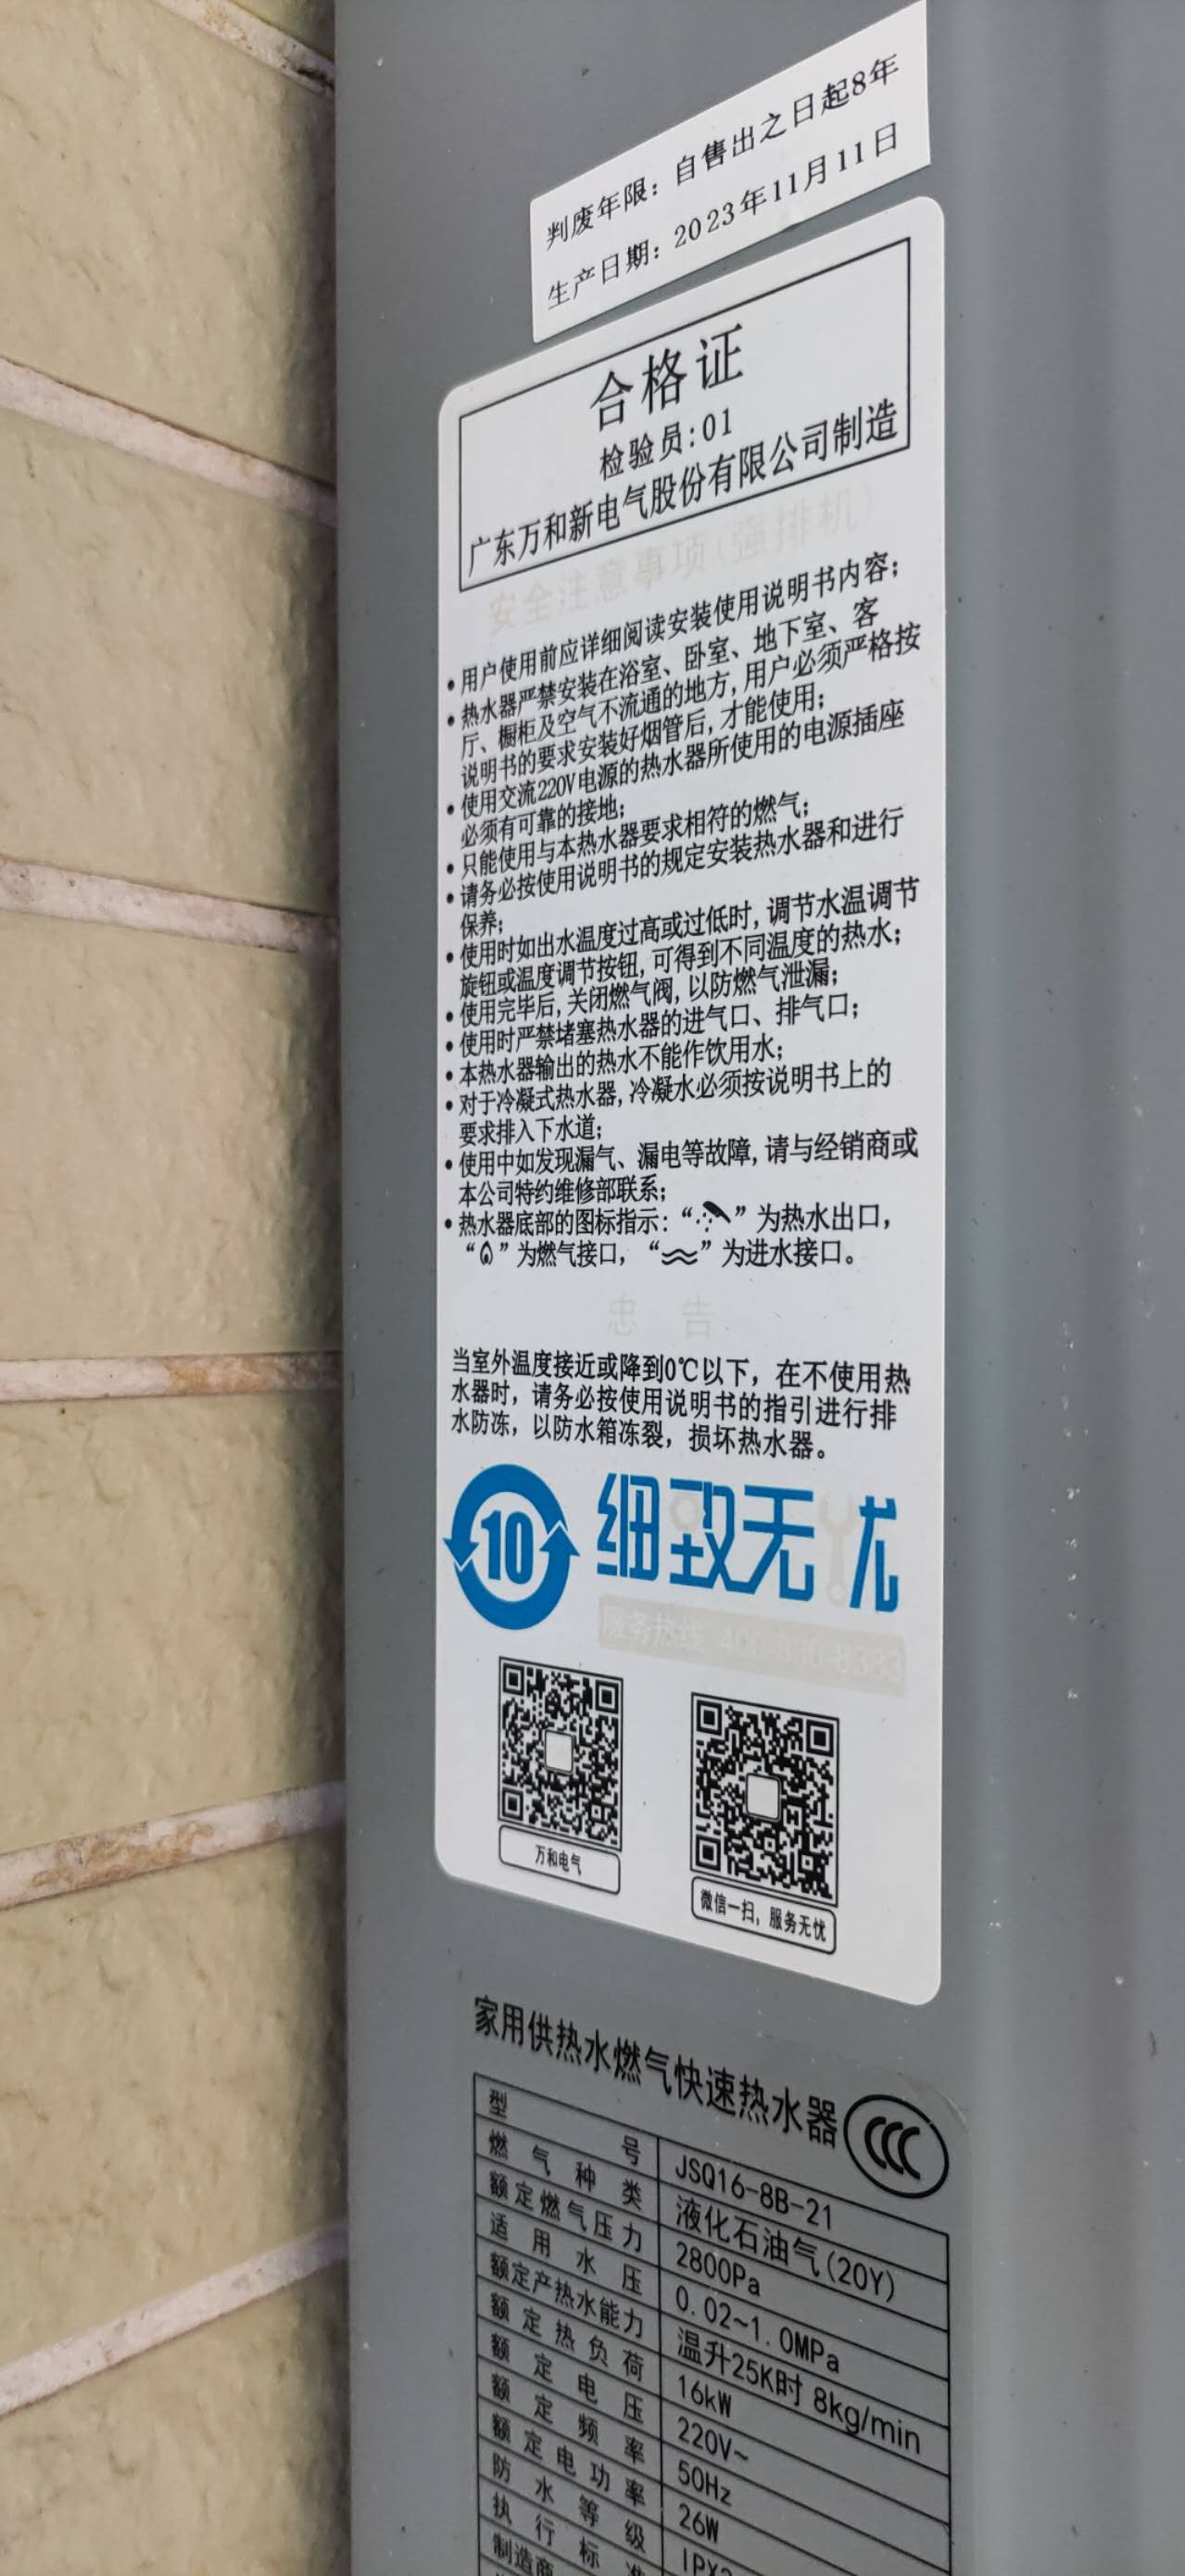 判废年限：自售出之日起8年
生产日期：2023年11月11日
合格证
检验员:01
广东万和新电气股份有限公司制造
安全注意事项(强排机)
•用户使用前应详细阅读安装使用说明书内容；
•热水器严禁安装在浴室、卧室、地下室、客
厅、橱柜及空气不流通的地方，用户必须严格按
说明书的要求安装好烟管后，才能使用；
•使用交流220V电源的热水器所使用的电源插座
必须有可靠的接地；
•只能使用与本热水器要求相符的燃气；
•请务必按使用说明书的规定安装热水器和进行
保养；
•使用时如出水温度过高或过低时，调节水温调节
旋钮或温度调节按钮，可得到不同温度的热水；
•使用完毕后，关闭燃气阀，以防燃气泄漏；
•使用时严禁堵塞热水器的进气口、排气口；
•本热水器输出的热水不能作饮用水；
•对于冷凝式热水器，冷凝水必须按说明书上的
要求排入下水道；
•使用中如发现漏气、漏电等故障，请与经销商或
本公司特约维修部联系；
•热水器底部的图标指示：“ ”为热水出口，
“ ”为燃气接口，“ ”为进水接口。
忠 告
当室外温度接近或降到0℃以下，在不使用热
水器时，请务必按使用说明书的指引进行排
水防冻，以防水箱冻裂，损坏热水器。
10 细致无忧
服务热线
万和电气
微信一扫，服务无忧
家用供热水燃气快速热水器 CCC
型号 JSQ16-8B-21
燃气种类 液化石油气(20Y)
额定燃气压力 2800Pa
适用水压 0.02~1.0MPa
额定产热水能力 温升25K时 8kg/min
额定热负荷 16kW
额定电压 220V~
额定频率 50Hz
额定电功率 26W
防水等级
执行标准
制造商